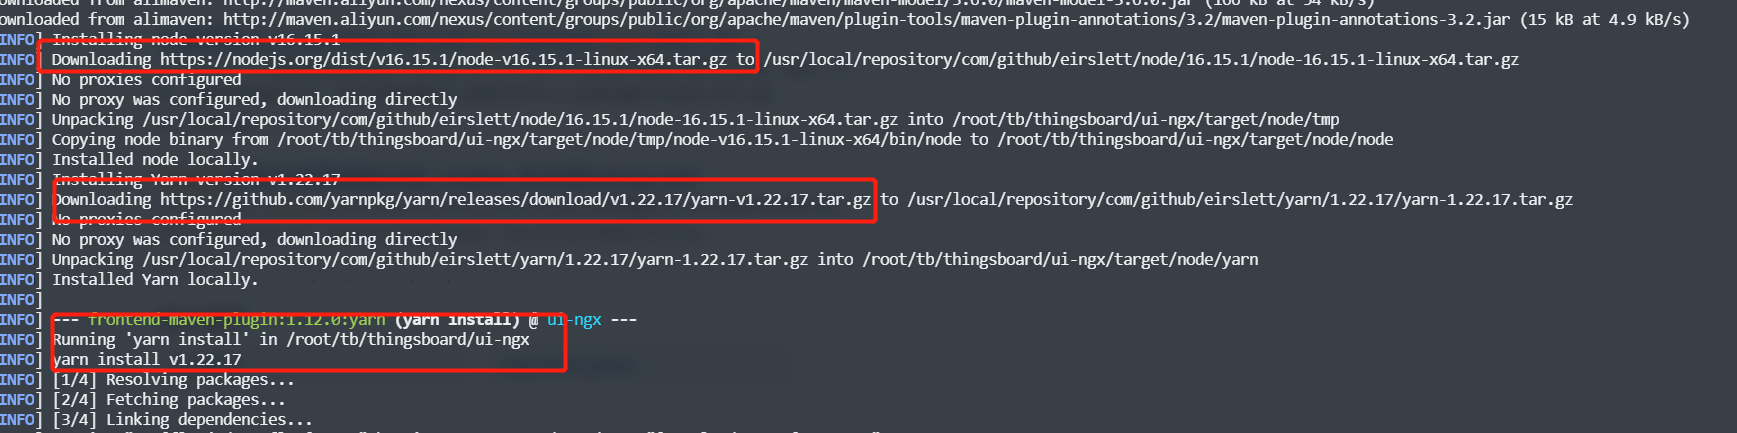 ownloaded from alimaven: http://maven.aliyun.com/nexus/content/groups/public/org/apache/maven/maven-model/3.0.0/maven-model-3.0.0.jar (166 kB at 54 kB/s)
ownloaded from alimaven: http://maven.aliyun.com/nexus/content/groups/public/org/apache/maven/plugin-tools/maven-plugin-annotations/3.2/maven-plugin-annotations-3.2.jar (15 kB at 4.9 kB/s)
INFO] Installing node version v16.15.1
INFO] Downloading https://nodejs.org/dist/v16.15.1/node-v16.15.1-linux-x64.tar.gz to /usr/local/repository/com/github/eirslett/node/16.15.1/node-16.15.1-linux-x64.tar.gz
INFO] No proxies configured
INFO] No proxy was configured, downloading directly
INFO] Unpacking /usr/local/repository/com/github/eirslett/node/16.15.1/node-16.15.1-linux-x64.tar.gz into /root/tb/thingsboard/ui-ngx/target/node/tmp
INFO] Copying node binary from /root/tb/thingsboard/ui-ngx/target/node/tmp/node-v16.15.1-linux-x64/bin/node to /root/tb/thingsboard/ui-ngx/target/node/node
INFO] Installed node locally.
INFO] Installing Yarn version v1.22.17
INFO] Downloading https://github.com/yarnpkg/yarn/releases/download/v1.22.17/yarn-v1.22.17.tar.gz to /usr/local/repository/com/github/eirslett/yarn/1.22.17/yarn-1.22.17.tar.gz
INFO] No proxies configured
INFO] No proxy was configured, downloading directly
INFO] Unpacking /usr/local/repository/com/github/eirslett/yarn/1.22.17/yarn-1.22.17.tar.gz into /root/tb/thingsboard/ui-ngx/target/node/yarn
INFO] Installed Yarn locally.
INFO]
INFO] --- frontend-maven-plugin:1.12.0:yarn (yarn install) @ ui-ngx ---
INFO] Running 'yarn install' in /root/tb/thingsboard/ui-ngx
INFO] yarn install v1.22.17
INFO] [1/4] Resolving packages...
INFO] [2/4] Fetching packages...
INFO] [3/4] Linking dependencies...